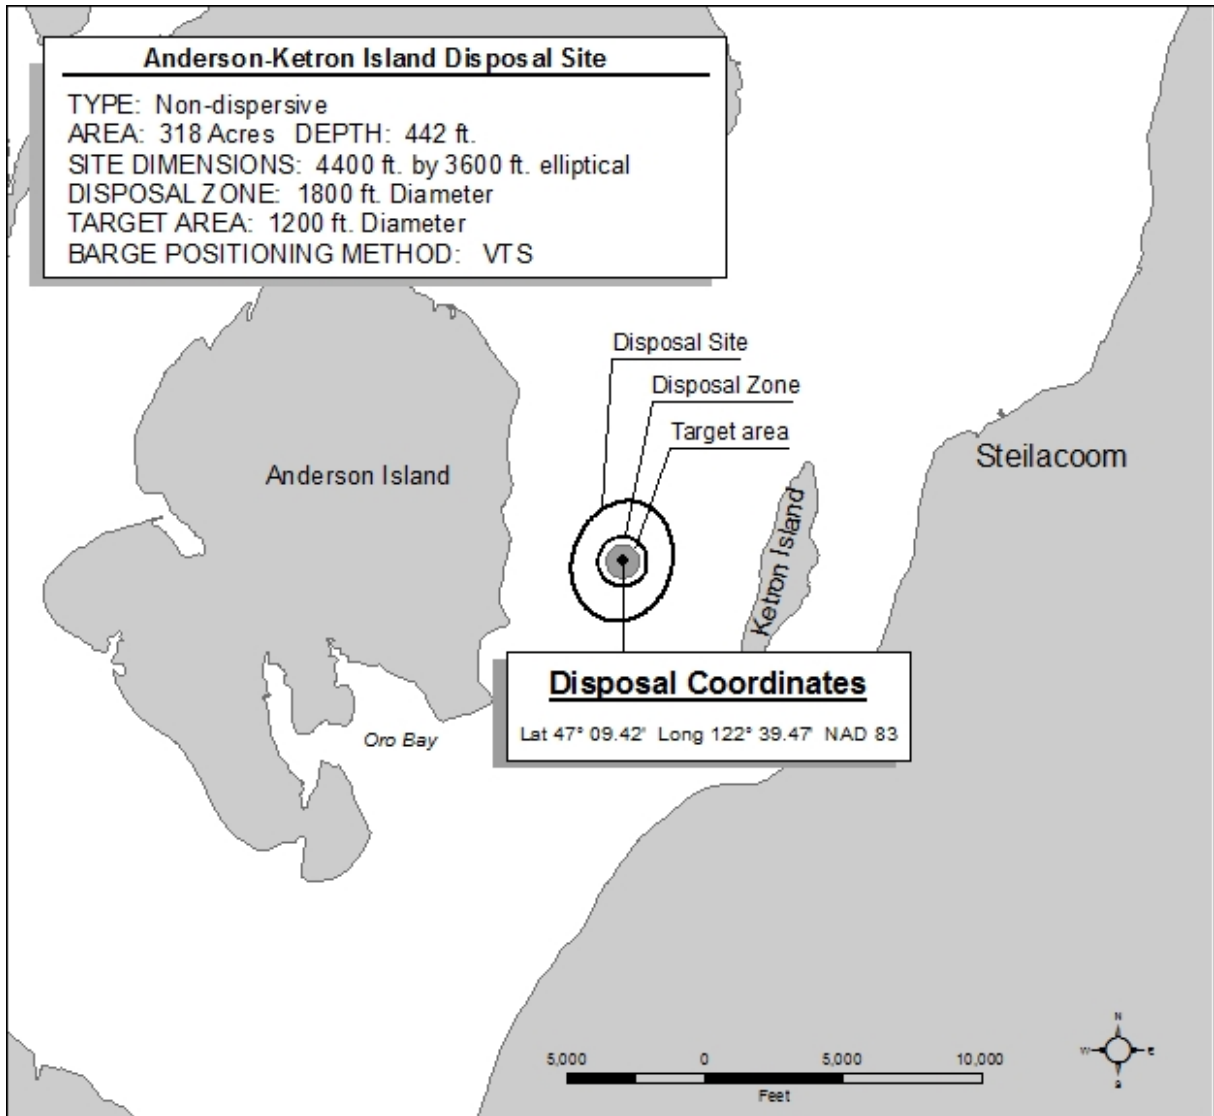 Anderson-Ketron Island Disposal Site
TYPE: Non-dispersive
AREA: 318 Acres DEPTH: 442 ft.
SITE DIMENSIONS: 4400 ft. by 3600 ft. elliptical
DISPOSAL ZONE: 1800 ft. Diameter
TARGET AREA: 1200 ft. Diameter
BARGE POSITIONING METHOD: VTS
Disposal Site
Disposal Zone
Target area
Steilacoom
Anderson Island
Ketron Island
Disposal Coordinates
Lat 47° 09.42' Long 122° 39.47' NAD 83
Oro Bay
5,000 0 5,000 10,000
Feet
N
W E
S